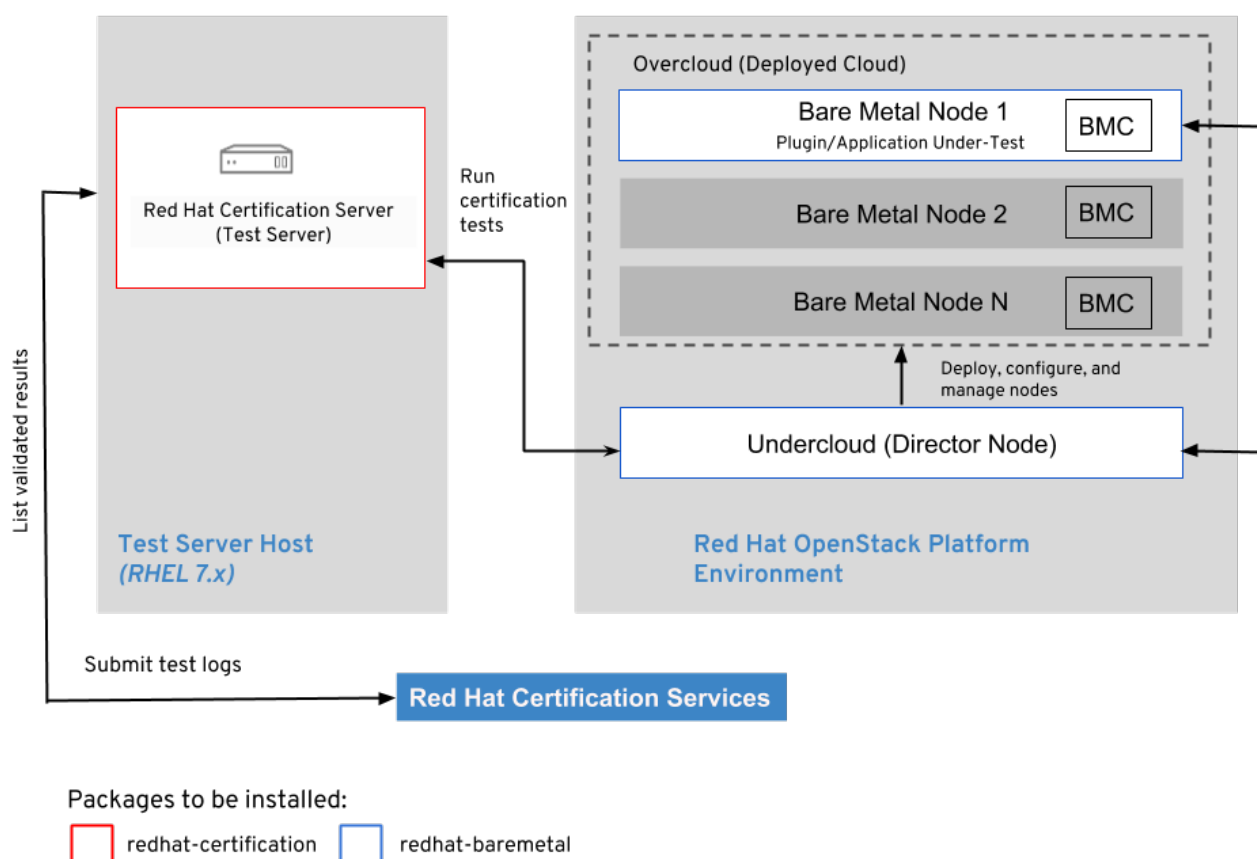 Overcloud (Deployed Cloud)
Bare Metal Node 1
Plugin/Application Under-Test
BMC
Run
certification
tests
Red Hat Certification Server
(Test Server)
Bare Metal Node 2
BMC
Bare Metal Node N
BMC
Deploy, configure, and
manage nodes
List validated results
Undercloud (Director Node)
Test Server Host
(RHEL 7.x)
Red Hat OpenStack Platform
Environment
Submit test logs
Red Hat Certification Services
Packages to be installed:
redhat-certification
redhat-baremetal